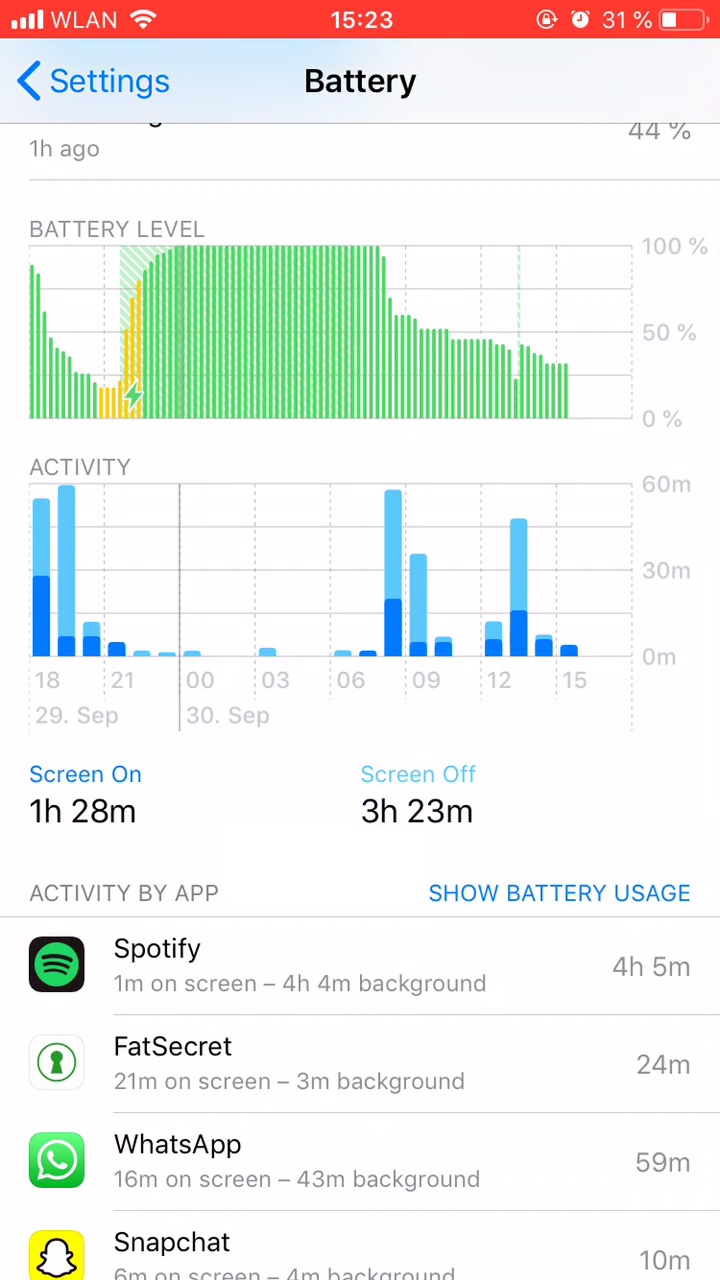 WLAN 15:23 31 %
Settings Battery
44 %
1h ago
BATTERY LEVEL
100 %
50 %
0 %
ACTIVITY
60m
30m
0m
18 21 00 03 06 09 12 15
29. Sep 30. Sep
Screen On Screen Off
1h 28m 3h 23m
ACTIVITY BY APP SHOW BATTERY USAGE
Spotify
1m on screen – 4h 4m background 4h 5m
FatSecret
21m on screen – 3m background 24m
WhatsApp
16m on screen – 43m background 59m
Snapchat
6m on screen – 4m background 10m